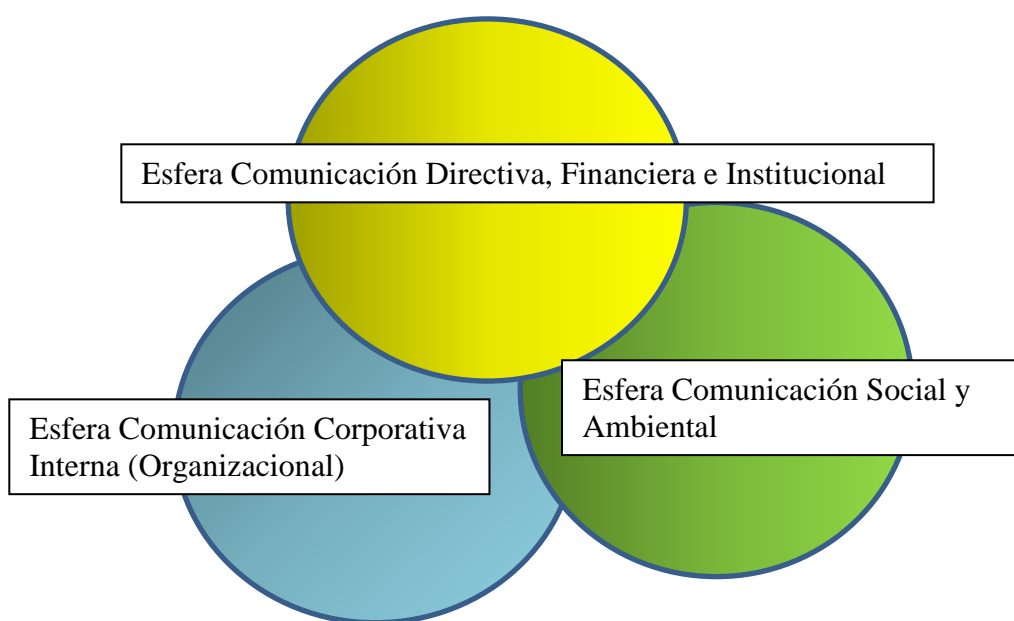 Esfera Comunicación Directiva, Financiera e Institucional
Esfera Comunicación Social y
Ambiental
Esfera Comunicación Corporativa
Interna (Organizacional)